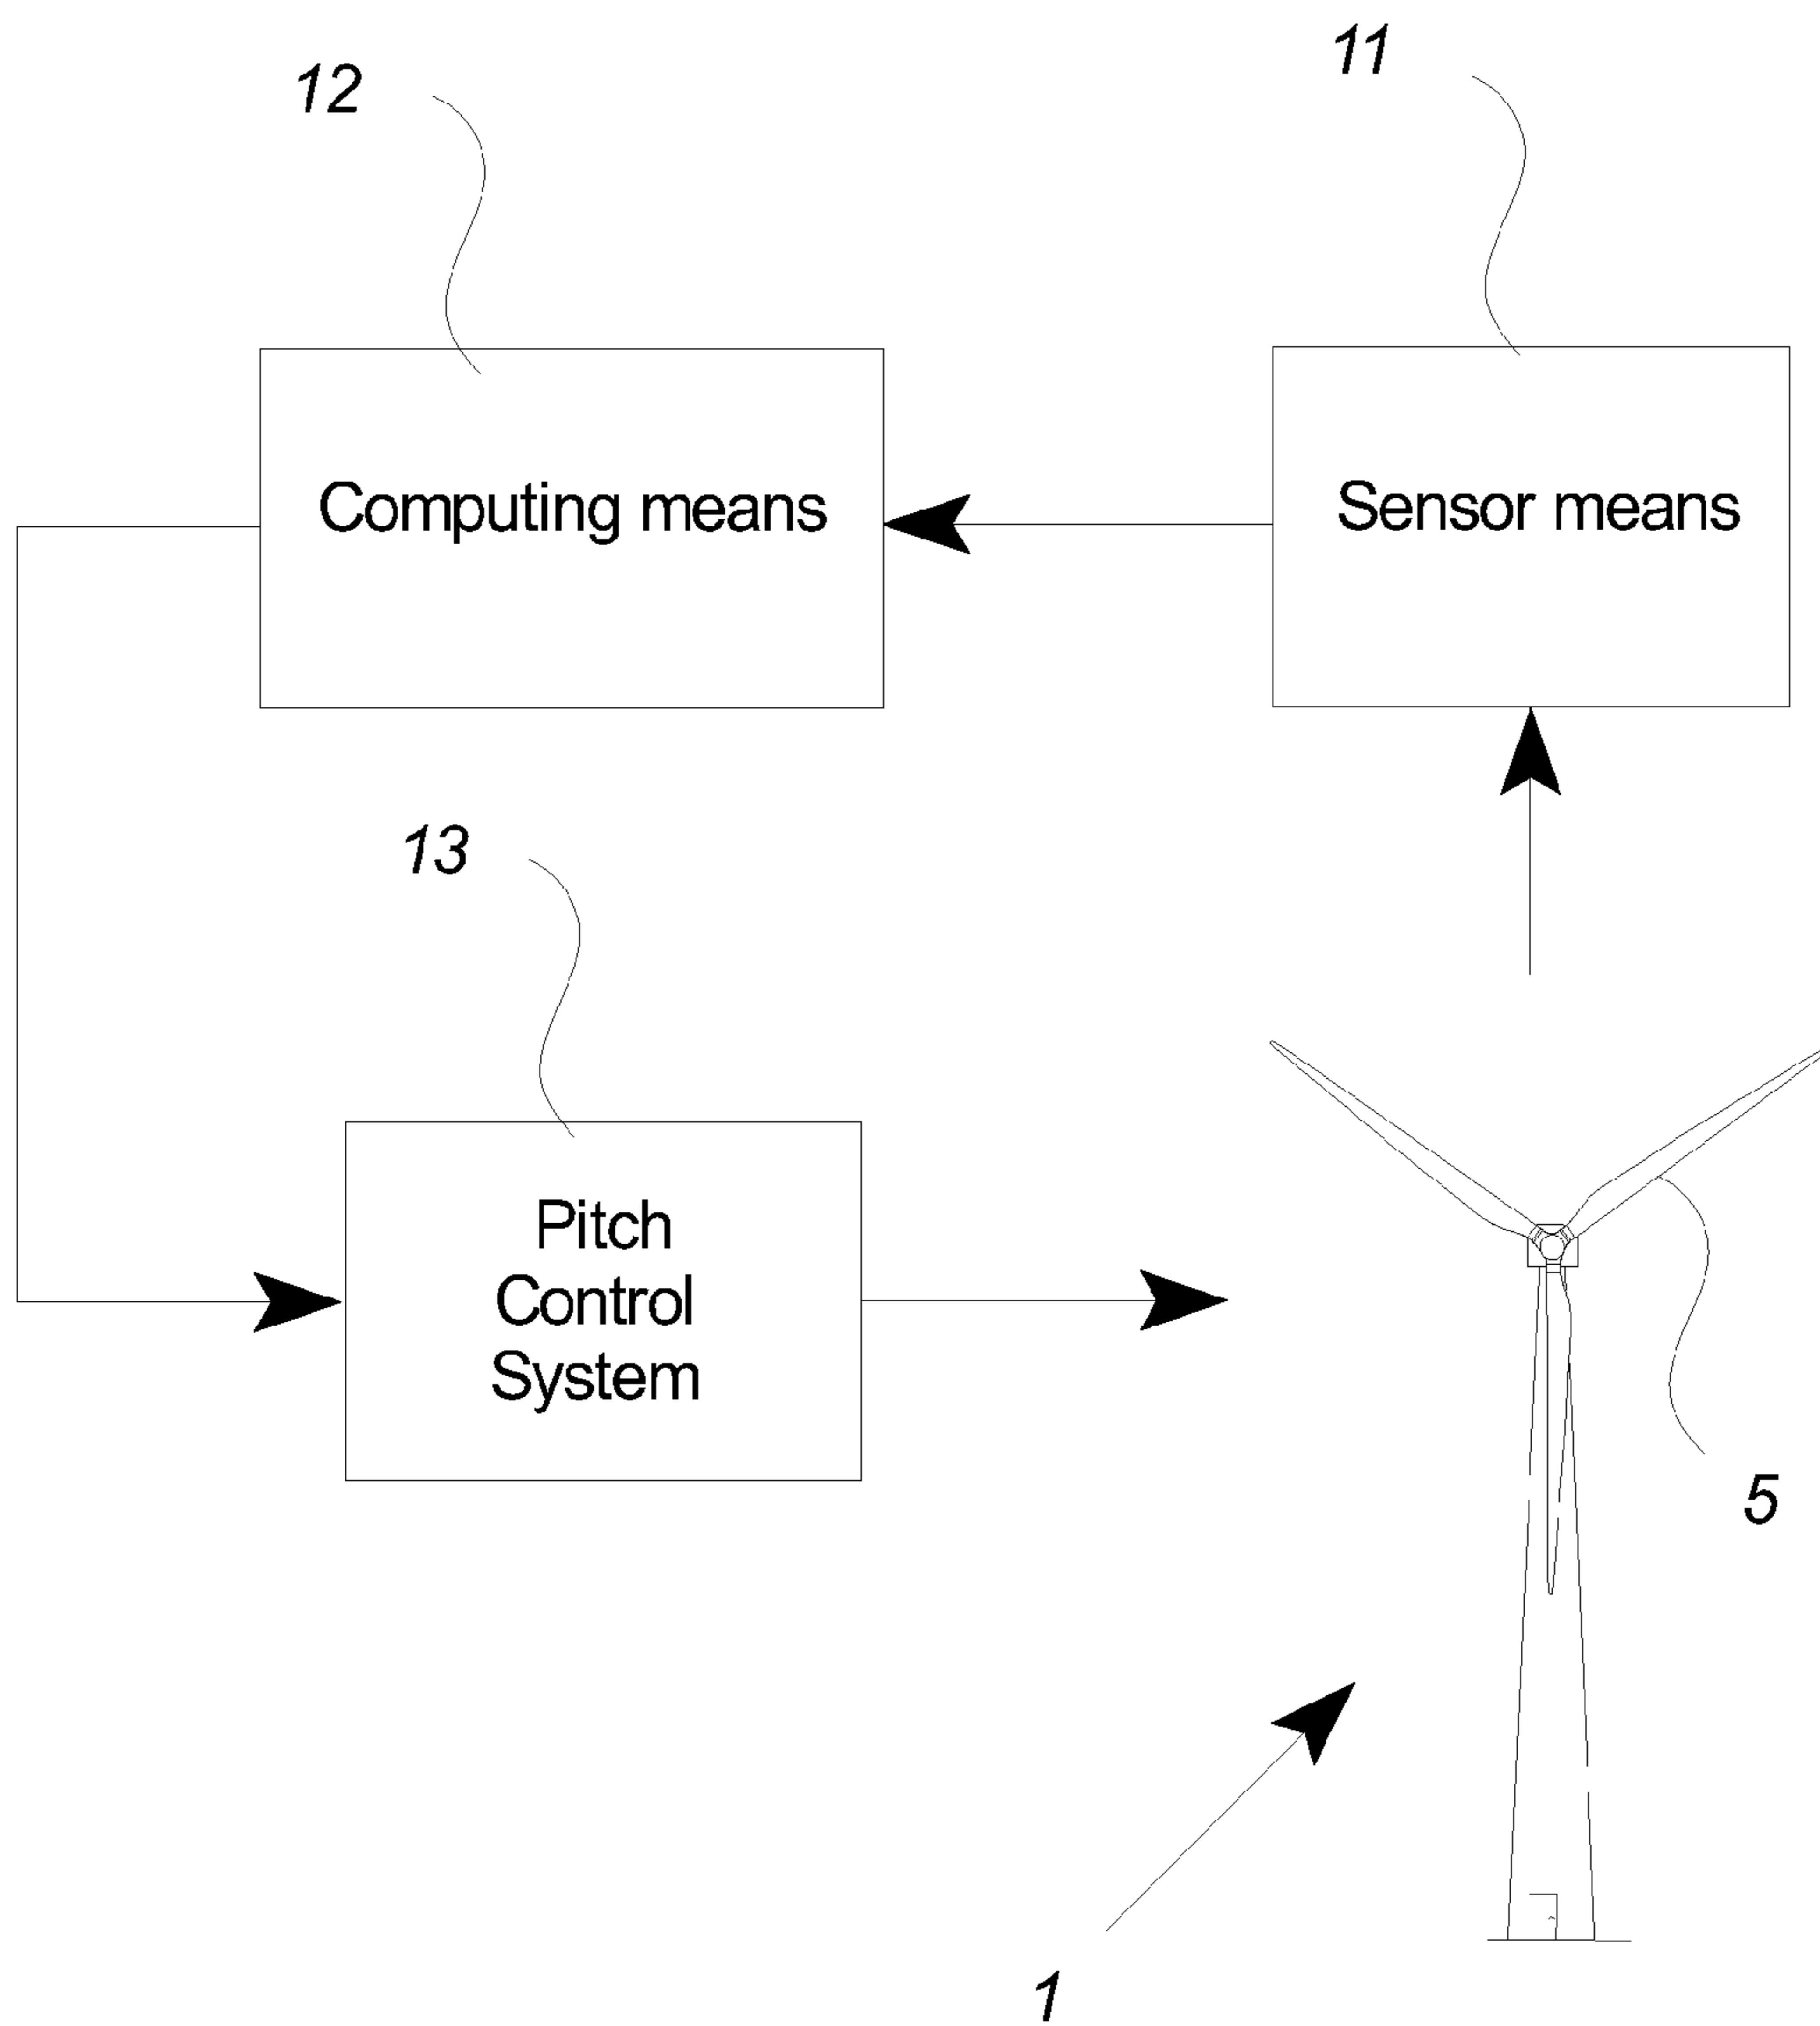 11
12
Computing means
Sensor means
13
Pitch
Control
System
5
1